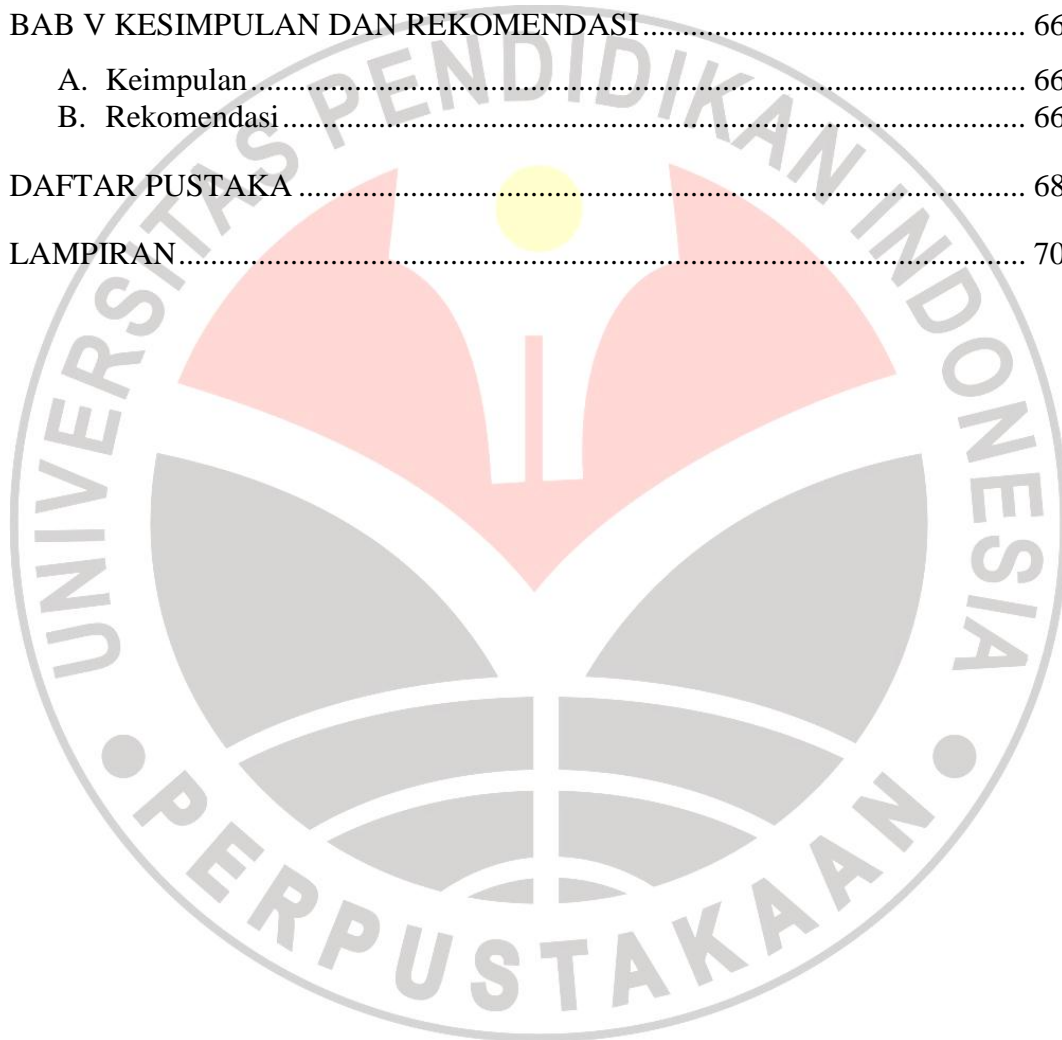 BAB V KESIMPULAN DAN REKOMENDASI............................................. 66
A. Keimpulan............................................................................................. 66
B. Rekomendasi......................................................................................... 66
DAFTAR PUSTAKA ....................................................................................... 68
LAMPIRAN...................................................................................................... 70
UNIVERSITAS PENDIDIKAN INDONESIA
PERPUSTAKAAN